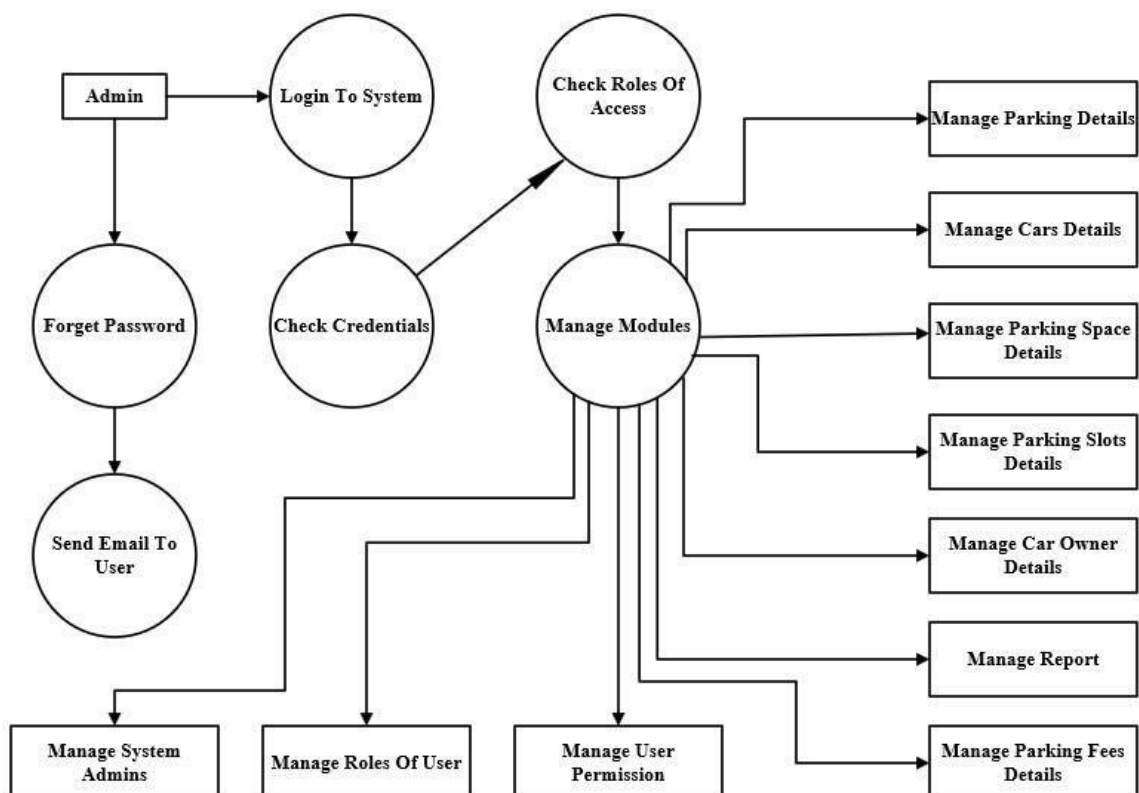 Admin
Login To System
Check Roles Of
Access
Manage Parking Details
Manage Cars Details
Forget Password
Check Credentials
Manage Modules
Manage Parking Space
Details
Manage Parking Slots
Details
Send Email To
User
Manage Car Owner
Details
Manage Report
Manage System
Admins
Manage Roles Of User
Manage User
Permission
Manage Parking Fees
Details